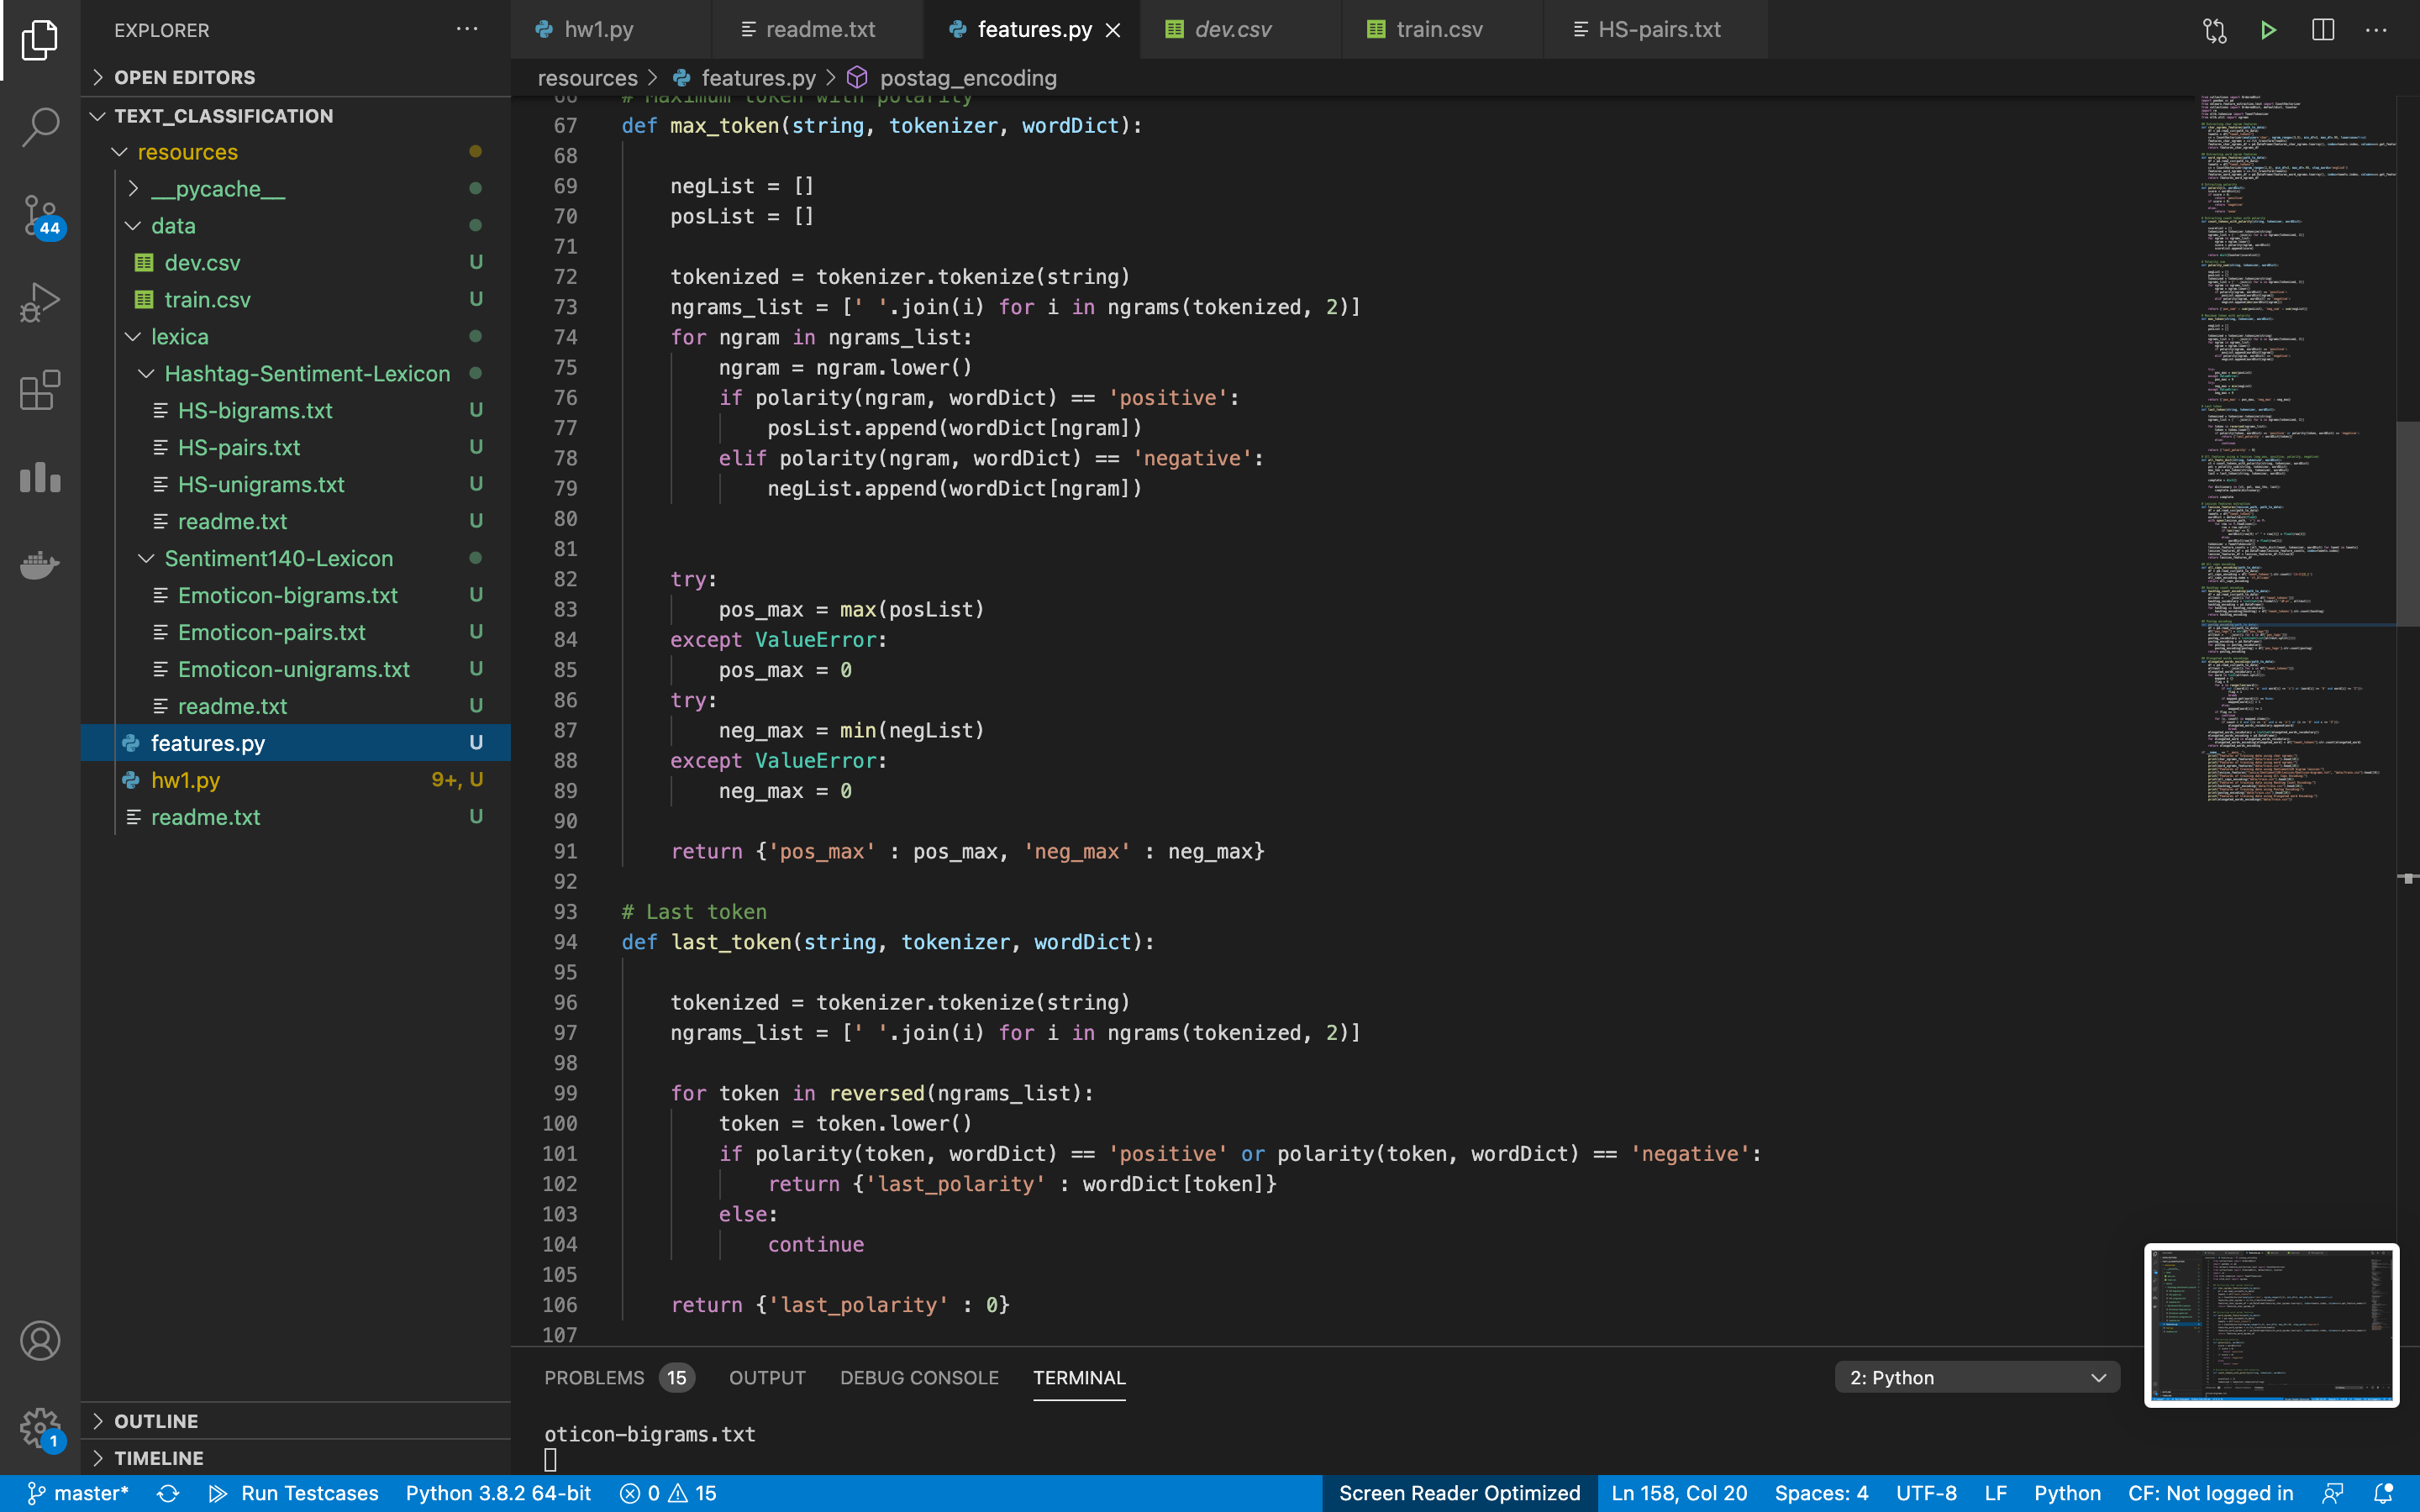 EXPLORER
OPEN EDITORS
TEXT_CLASSIFICATION
resources
__pycache__
data
dev.csv U
train.csv U
lexica
Hashtag-Sentiment-Lexicon
HS-bigrams.txt U
HS-pairs.txt U
HS-unigrams.txt U
readme.txt U
Sentiment140-Lexicon
Emoticon-bigrams.txt U
Emoticon-pairs.txt U
Emoticon-unigrams.txt U
readme.txt U
features.py U
hw1.py 9+, U
readme.txt U
OUTLINE
TIMELINE
44
1
hw1.py readme.txt features.py dev.csv train.csv HS-pairs.txt
resources > features.py > postag_encoding
66 # Maximum token with polarity
67 def max_token(string, tokenizer, wordDict):
68
69 negList = []
70 posList = []
71
72 tokenized = tokenizer.tokenize(string)
73 ngrams_list = [' '.join(i) for i in ngrams(tokenized, 2)]
74 for ngram in ngrams_list:
75 ngram = ngram.lower()
76 if polarity(ngram, wordDict) == 'positive':
77 posList.append(wordDict[ngram])
78 elif polarity(ngram, wordDict) == 'negative':
79 negList.append(wordDict[ngram])
80
81
82 try:
83 pos_max = max(posList)
84 except ValueError:
85 pos_max = 0
86 try:
87 neg_max = min(negList)
88 except ValueError:
89 neg_max = 0
90
91 return {'pos_max' : pos_max, 'neg_max' : neg_max}
92
93 # Last token
94 def last_token(string, tokenizer, wordDict):
95
96 tokenized = tokenizer.tokenize(string)
97 ngrams_list = [' '.join(i) for i in ngrams(tokenized, 2)]
98
99 for token in reversed(ngrams_list):
100 token = token.lower()
101 if polarity(token, wordDict) == 'positive' or polarity(token, wordDict) == 'negative':
102 return {'last_polarity' : wordDict[token]}
103 else:
104 continue
105
106 return {'last_polarity' : 0}
107
PROBLEMS 15 OUTPUT DEBUG CONSOLE TERMINAL 2: Python
oticon-bigrams.txt
master* Run Testcases Python 3.8.2 64-bit 0 15 Screen Reader Optimized Ln 158, Col 20 Spaces: 4 UTF-8 LF Python CF: Not logged in